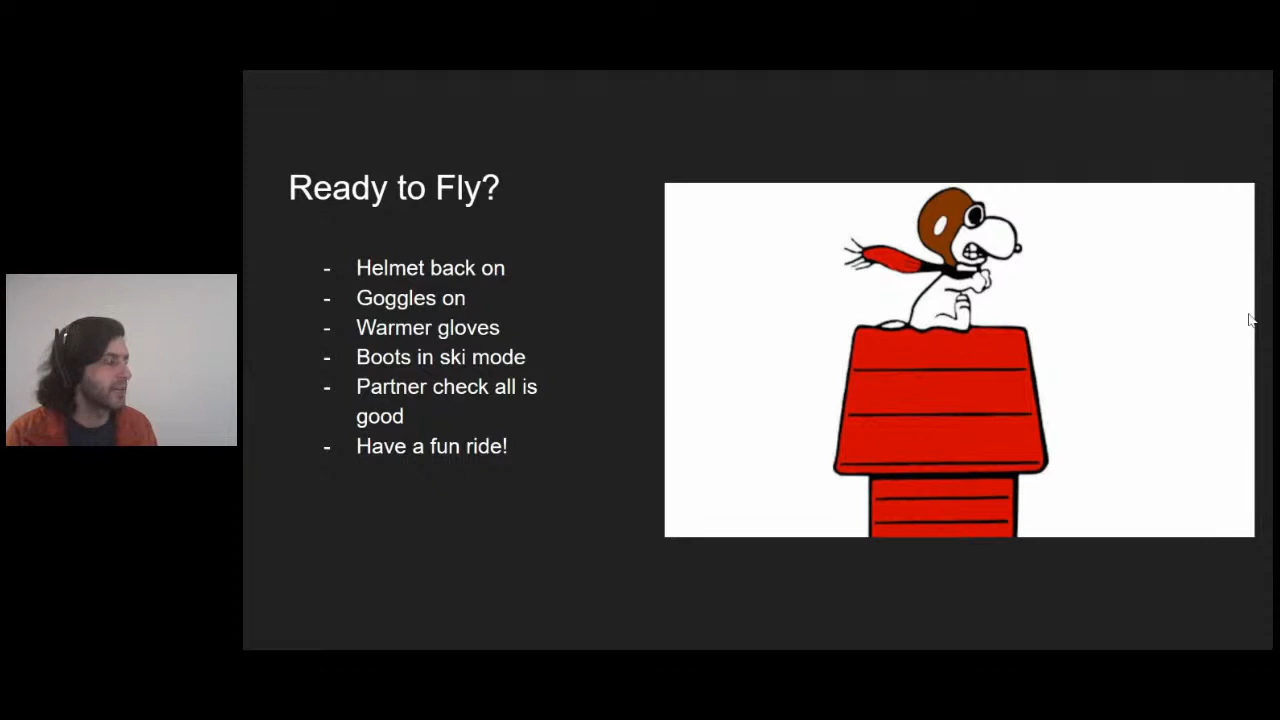 Ready to Fly?
- Helmet back on
- Goggles on
- Warmer gloves
- Boots in ski mode
- Partner check all is
good
- Have a fun ride!